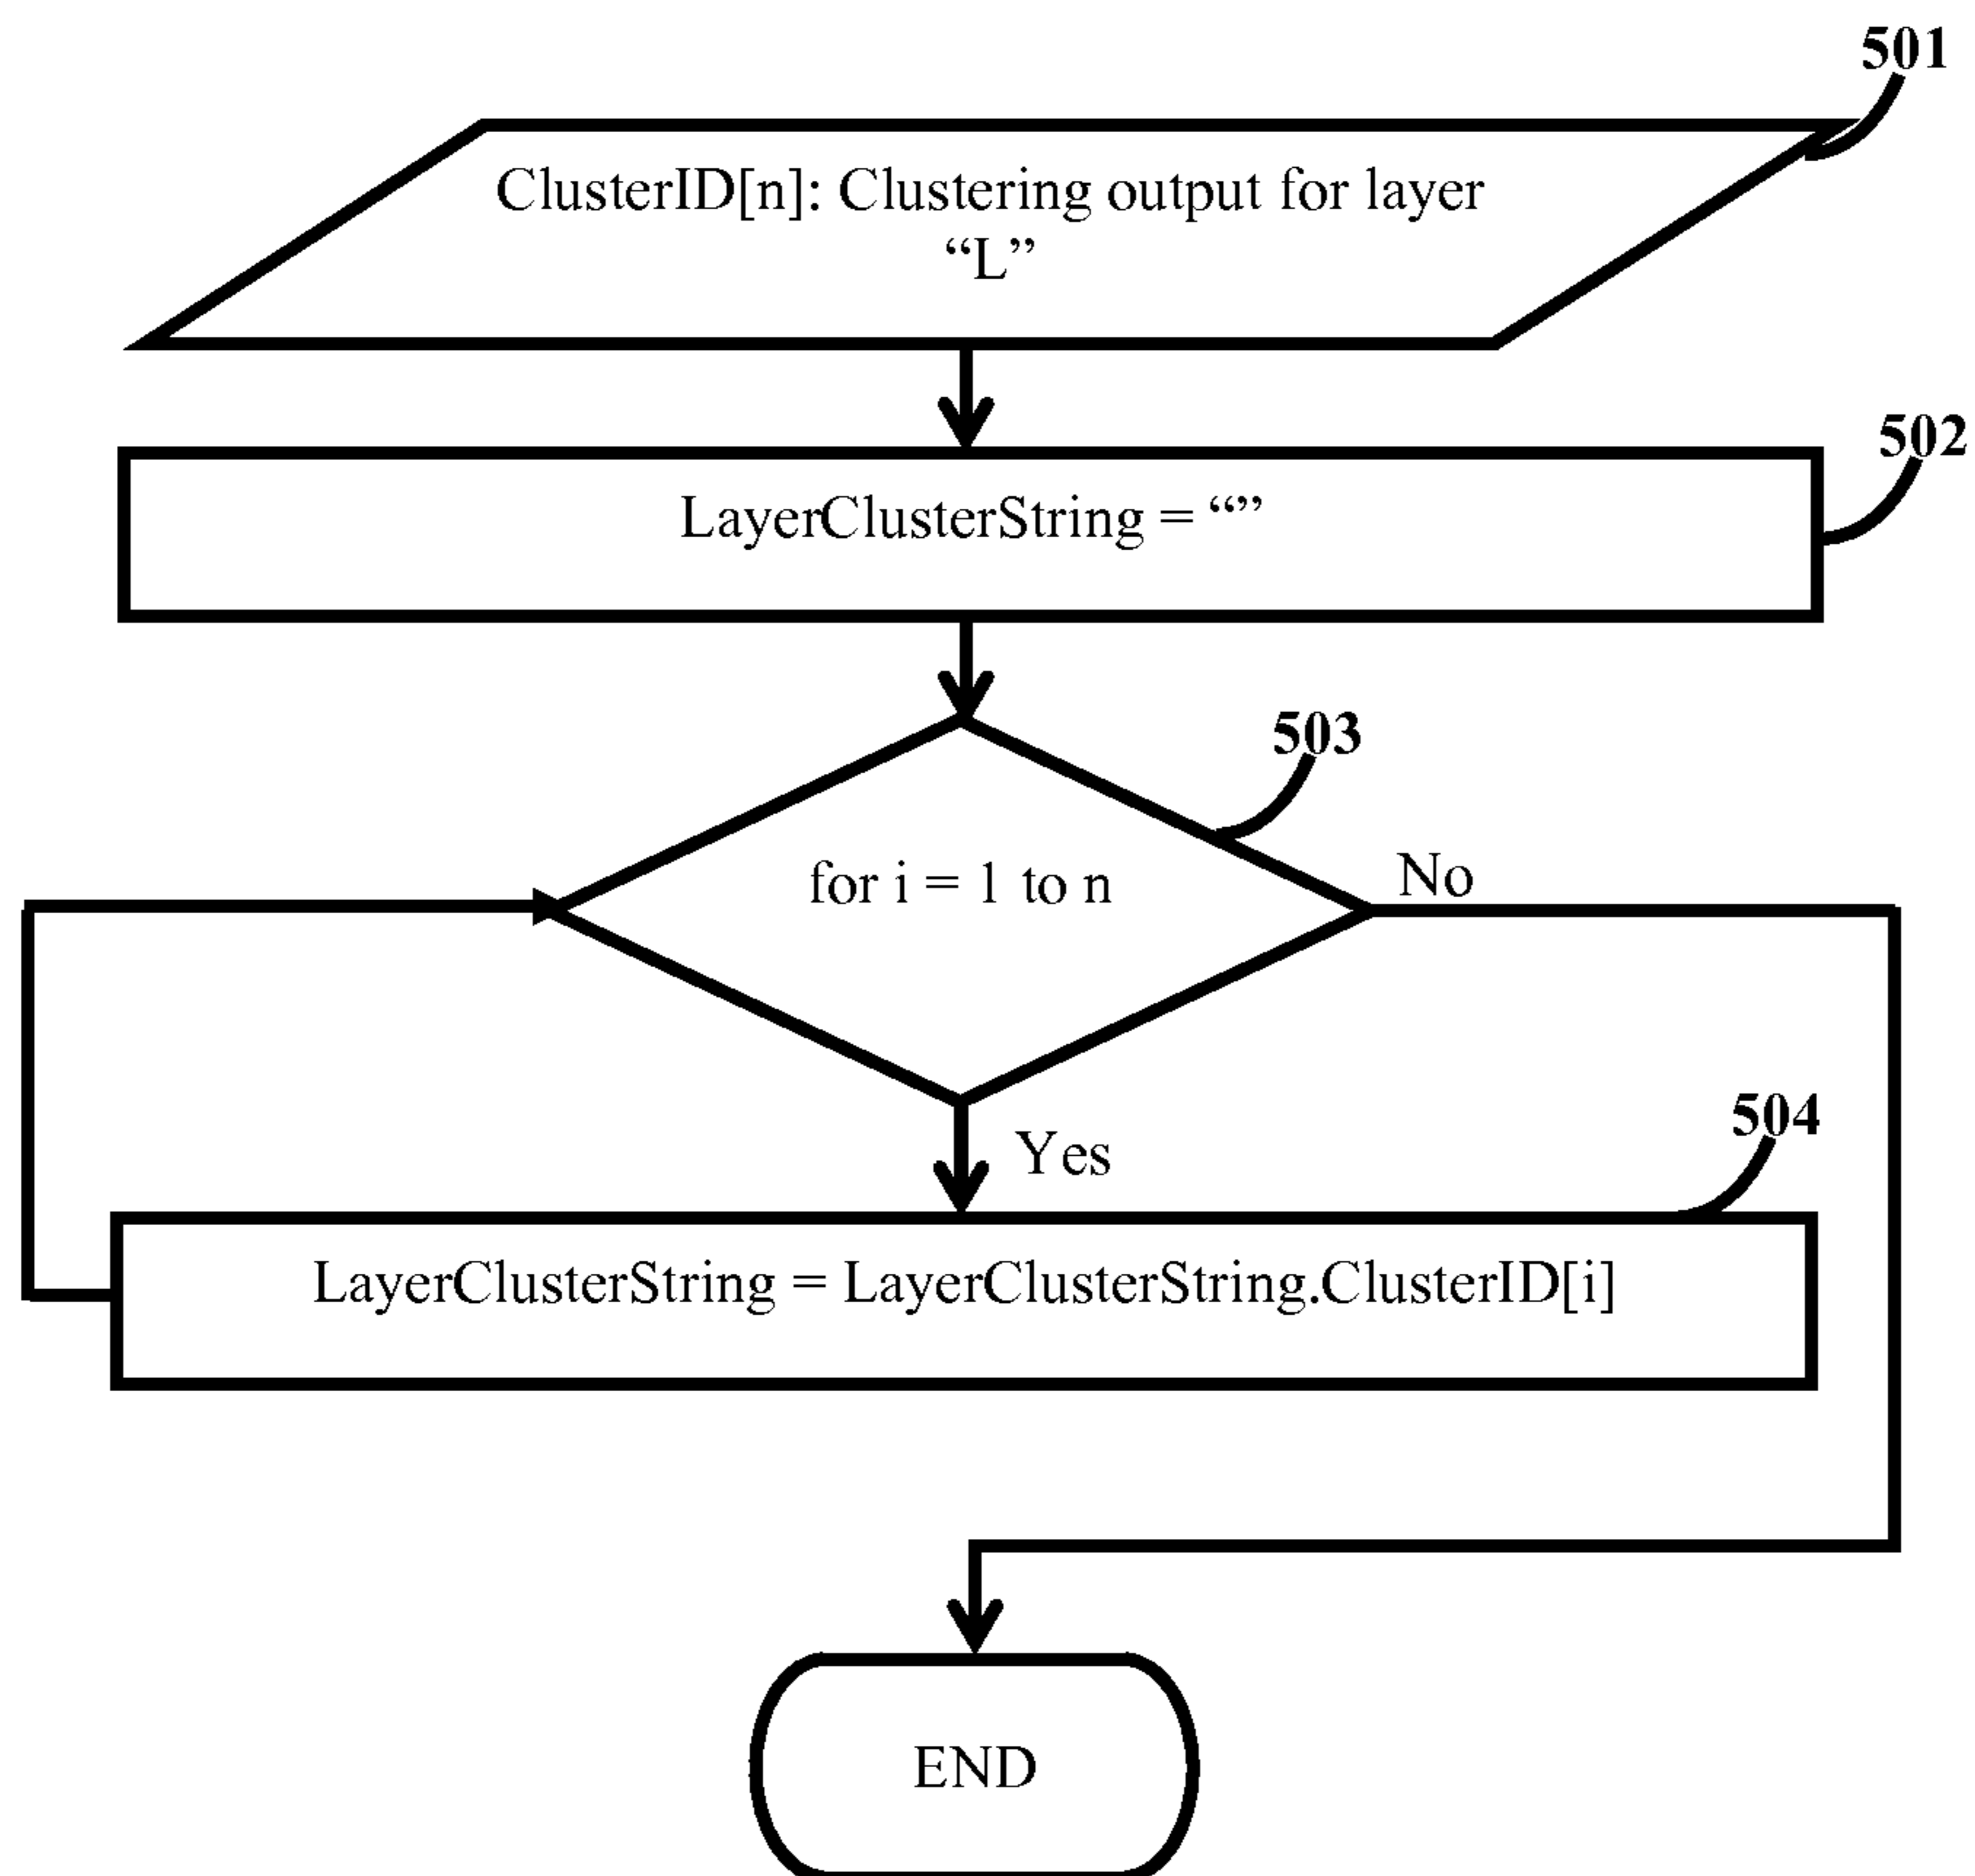 501
ClusterID[n]: Clustering output for layer
“L”
502
LayerClusterString = “”
503
for i = 1 to n
No
Yes
504
LayerClusterString = LayerClusterString.ClusterID[i]
END